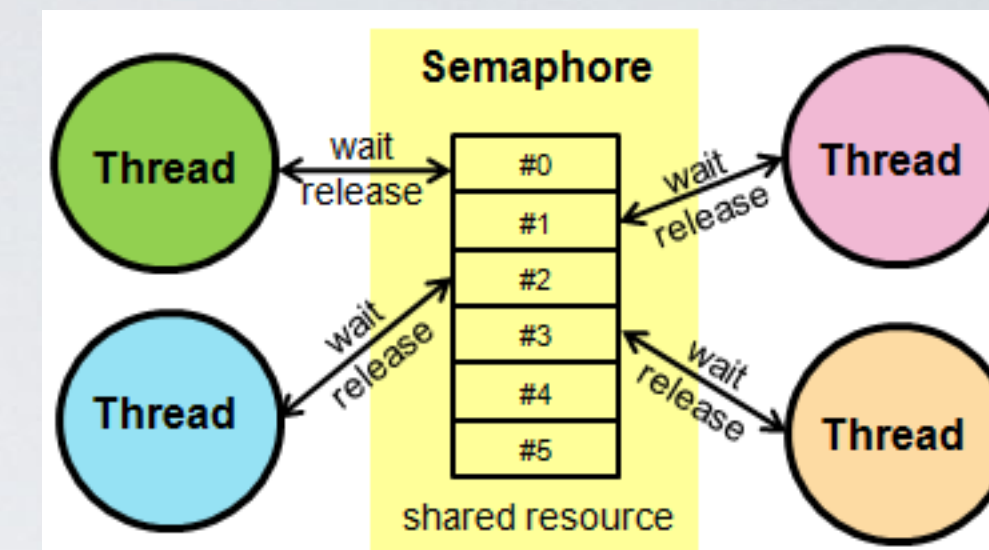 Semaphore
Thread
wait
release
#0
#1
#2
#3
#4
#5
wait
release
Thread
Thread
wait
release
wait
release
Thread
shared resource